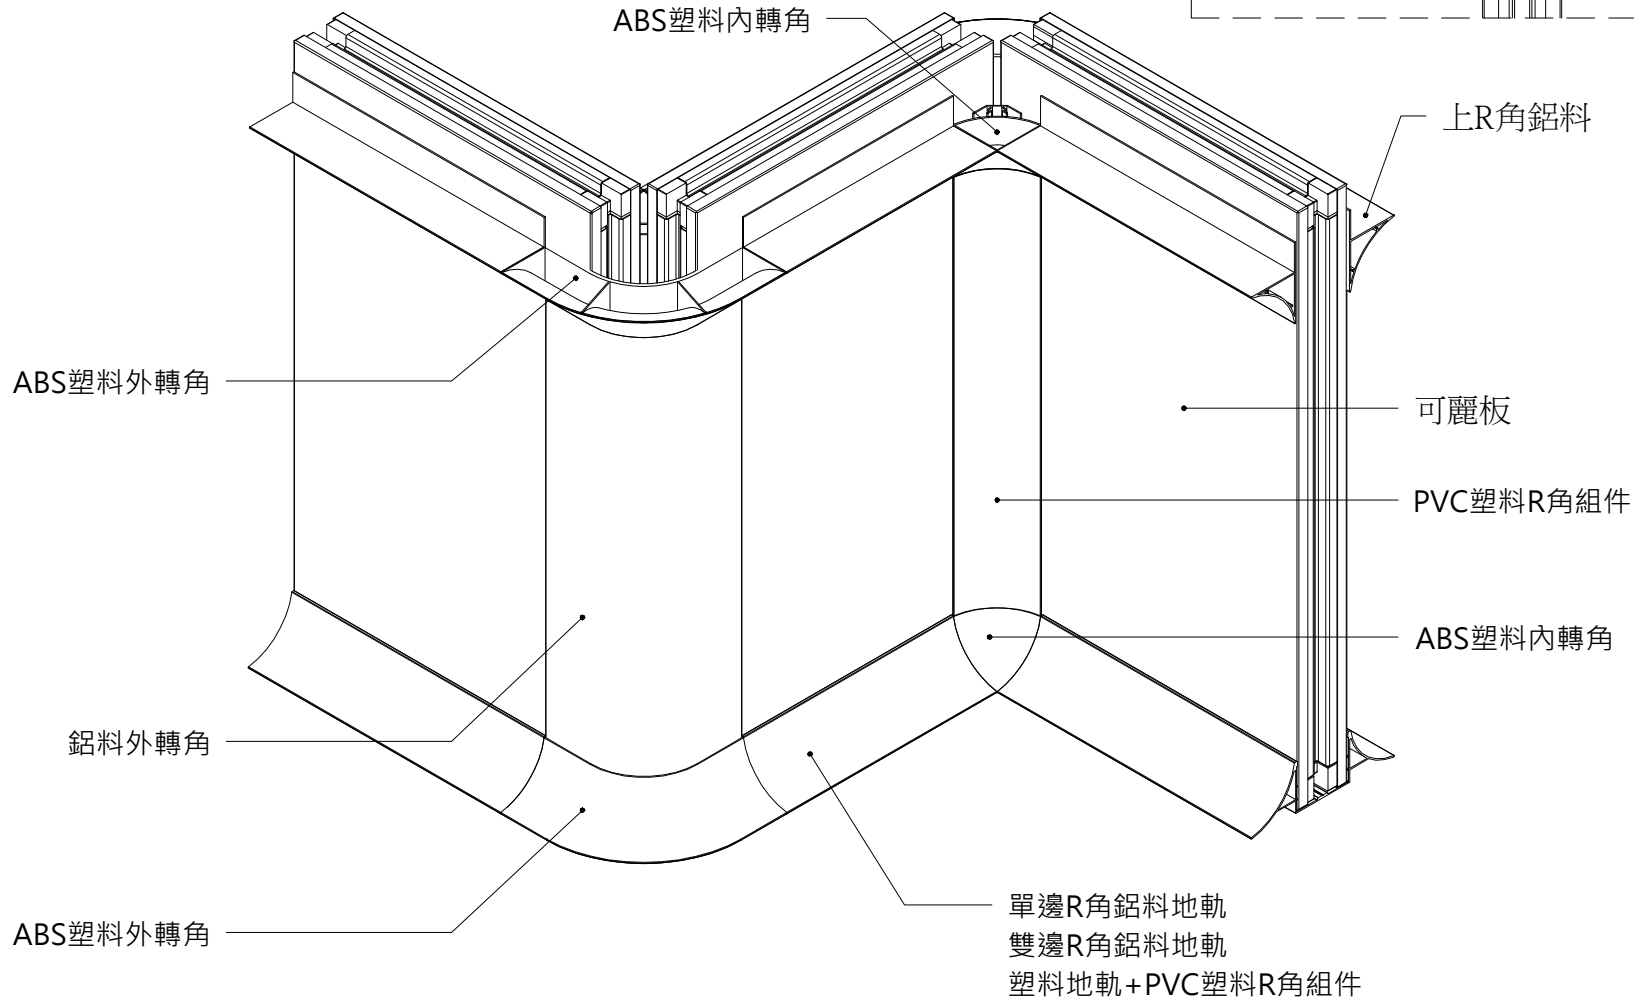 ABS塑料內轉角
上R角鋁料
ABS塑料外轉角
可麗板
PVC塑料R角組件
ABS塑料內轉角
鋁料外轉角
ABS塑料外轉角
單邊R角鋁料地軌
雙邊R角鋁料地軌
塑料地軌+PVC塑料R角組件